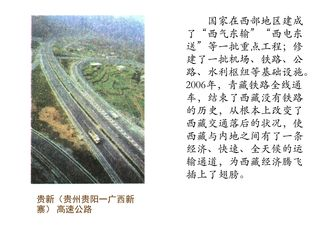 国家在西部地区建成
了“西气东输”“西电东
送”等一批重点工程；修
建了一批机场、铁路、公
路、水利枢纽等基础设施。
2006年，青藏铁路全线通
车，结束了西藏没有铁路
的历史，从根本上改变了
西藏交通落后的状况，使
西藏与内地之间有了一条
经济、快速、全天候的运
输通道，为西藏经济腾飞
插上了翅膀。
贵新（贵州贵阳—广西新
寨） 高速公路